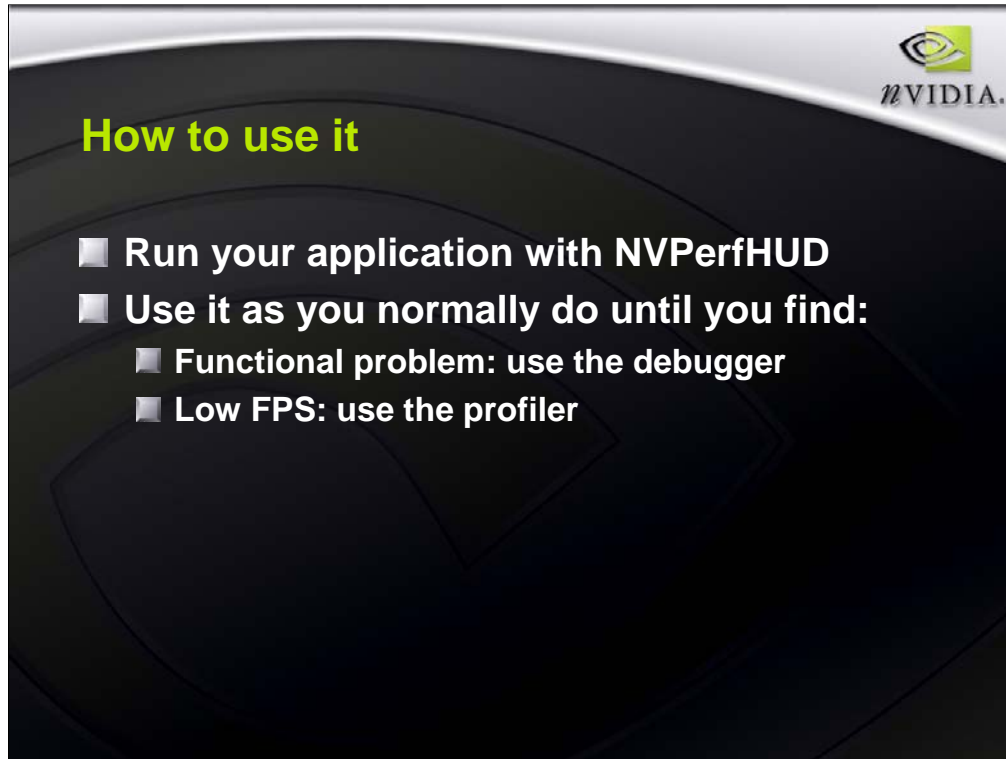 nVIDIA.
How to use it
Run your application with NVPerfHUD
Use it as you normally do until you find:
Functional problem: use the debugger
Low FPS: use the profiler